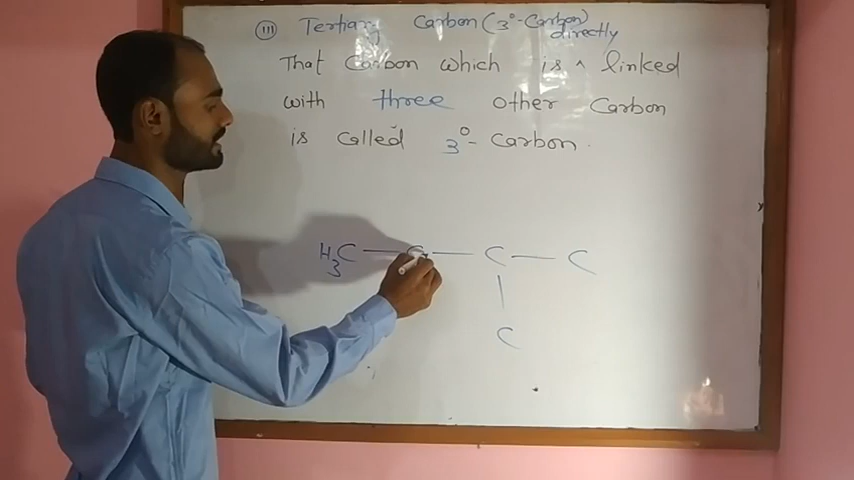 (III) Tertiary Carbon (3°-Carbon)
directly
That Carbon which is ^ linked
with three other Carbon
is called 3°- Carbon.
H3C — C — C — C
|
C